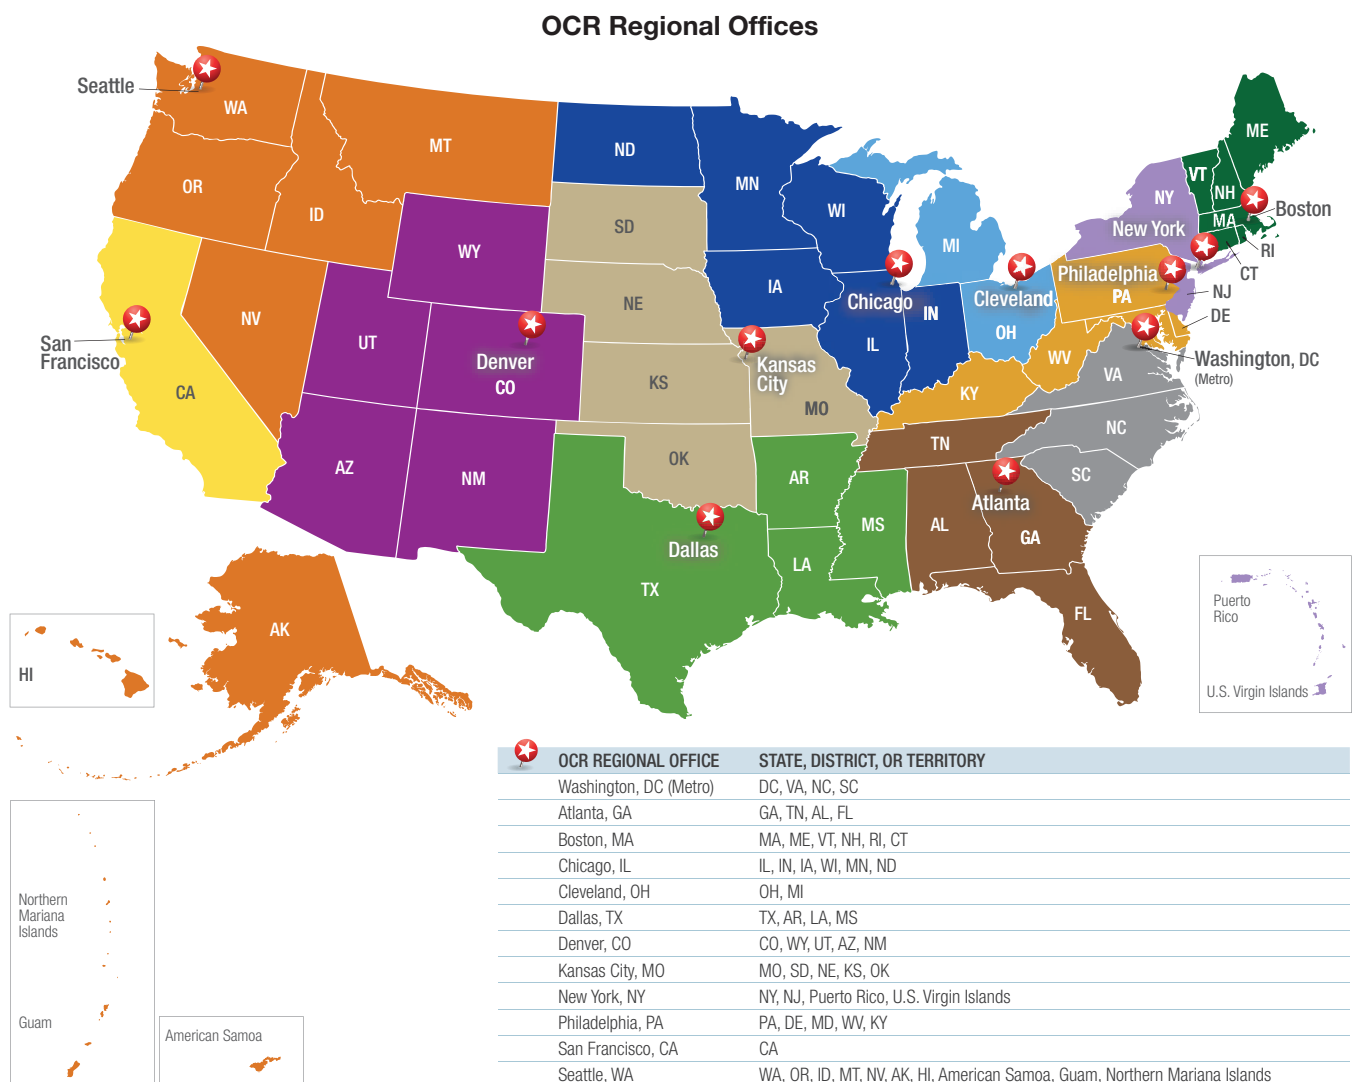 OCR Regional Offices
Seattle
WA
MT
ND
MN
ME
VT
NH
OR
ID
SD
WI
MI
NY
MA
Boston
New York
RI
CT
WY
NE
IA
Chicago
Cleveland
Philadelphia
PA
NJ
DE
San
Francisco
NV
UT
Denver
CO
KS
Kansas
City
MO
IL
IN
OH
WV
VA
Washington, DC
(Metro)
CA
KY
NC
AZ
NM
OK
AR
TN
SC
Dallas
TX
LA
MS
AL
Atlanta
GA
FL
AK
HI
Puerto
Rico
U.S. Virgin Islands
Northern
Mariana
Islands
Guam
American Samoa
OCR REGIONAL OFFICE STATE, DISTRICT, OR TERRITORY
Washington, DC (Metro) DC, VA, NC, SC
Atlanta, GA GA, TN, AL, FL
Boston, MA MA, ME, VT, NH, RI, CT
Chicago, IL IL, IN, IA, WI, MN, ND
Cleveland, OH OH, MI
Dallas, TX TX, AR, LA, MS
Denver, CO CO, WY, UT, AZ, NM
Kansas City, MO MO, SD, NE, KS, OK
New York, NY NY, NJ, Puerto Rico, U.S. Virgin Islands
Philadelphia, PA PA, DE, MD, WV, KY
San Francisco, CA CA
Seattle, WA WA, OR, ID, MT, NV, AK, HI, American Samoa, Guam, Northern Mariana Islands